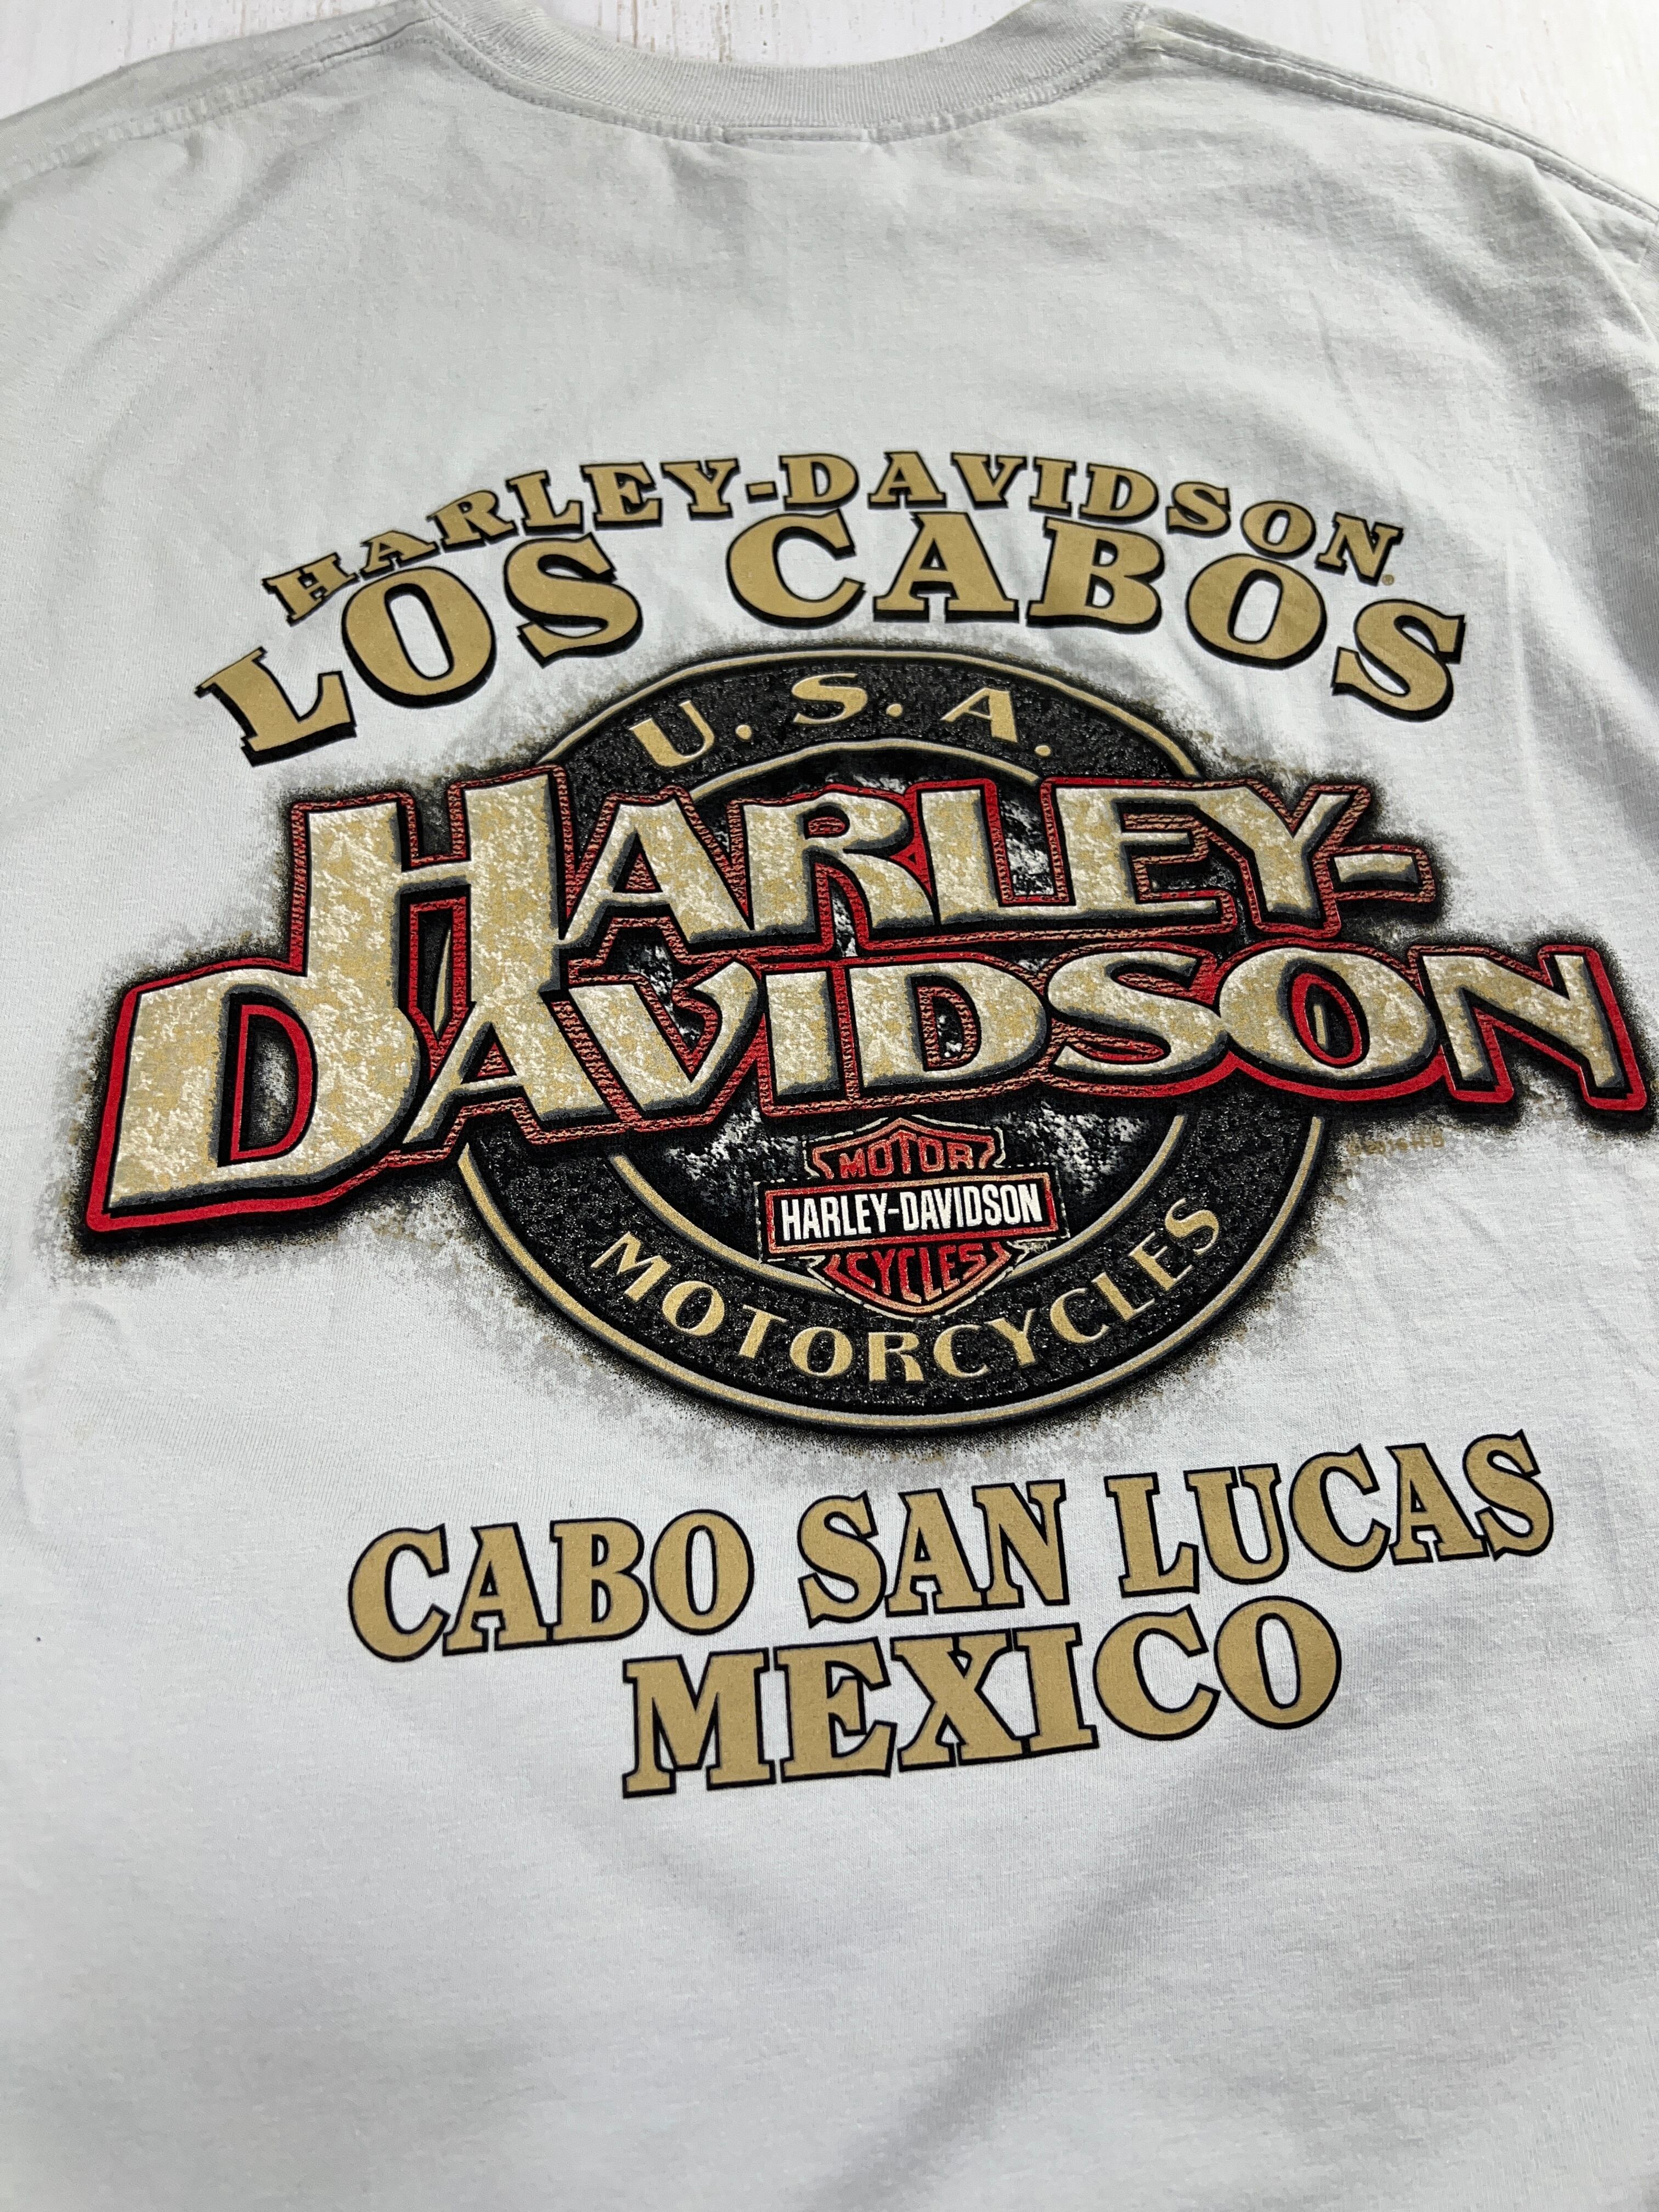 HARLEY-DAVIDSON®
LOS CABOS
U.S.A.
HARLEY-
DAVIDSON
MOTOR
HARLEY-DAVIDSON
CYCLES
MOTORCYCLES
CABO SAN LUCAS
MEXICO